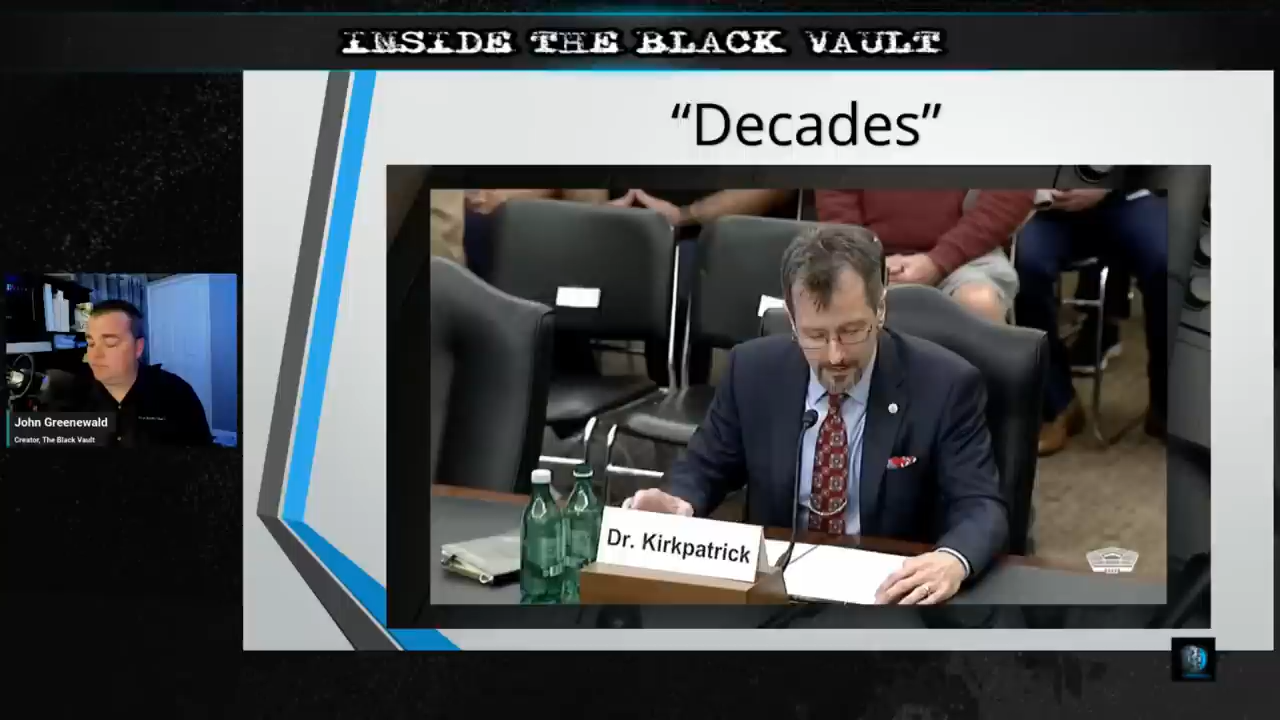 INSIDE THE BLACK VAULT
“Decades”
John Greenewald
Creator, The Black Vault
Dr. Kirkpatrick